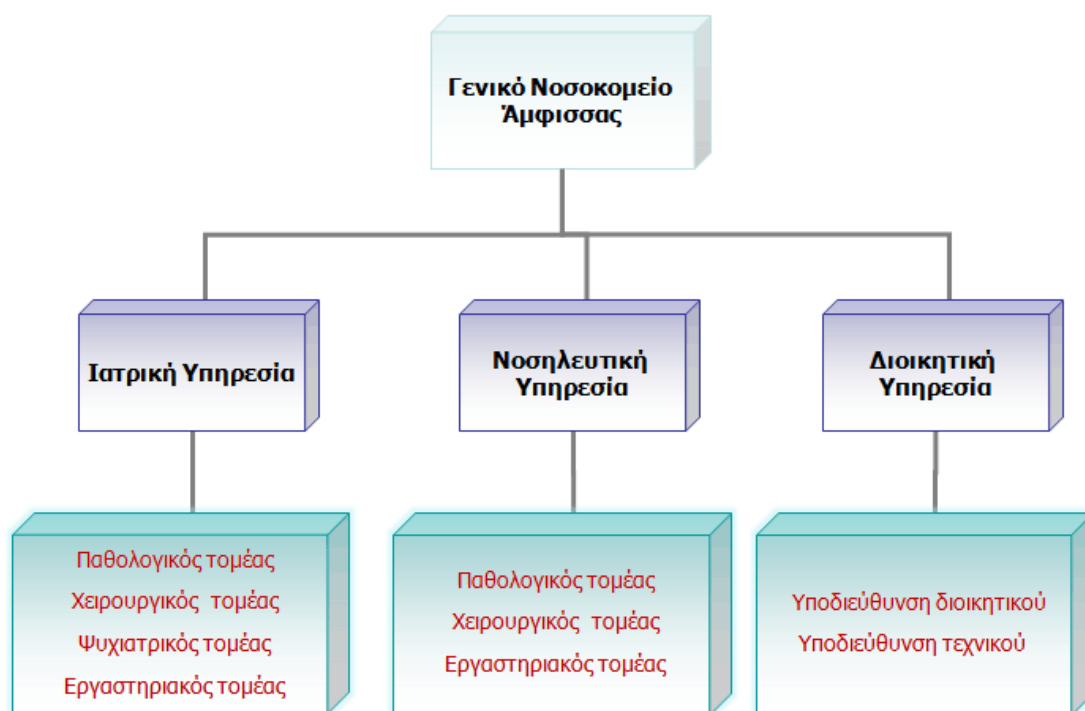 Γενικό Νοσοκομείο
Άμφισσας
Ιατρική Υπηρεσία
Νοσηλευτική
Υπηρεσία
Διοικητική
Υπηρεσία
Παθολογικός τομέας
Χειρουργικός τομέας
Ψυχιατρικός τομέας
Εργαστηριακός τομέας
Παθολογικός τομέας
Χειρουργικός τομέας
Εργαστηριακός τομέας
Υποδιεύθυνση διοικητικού
Υποδιεύθυνση τεχνικού